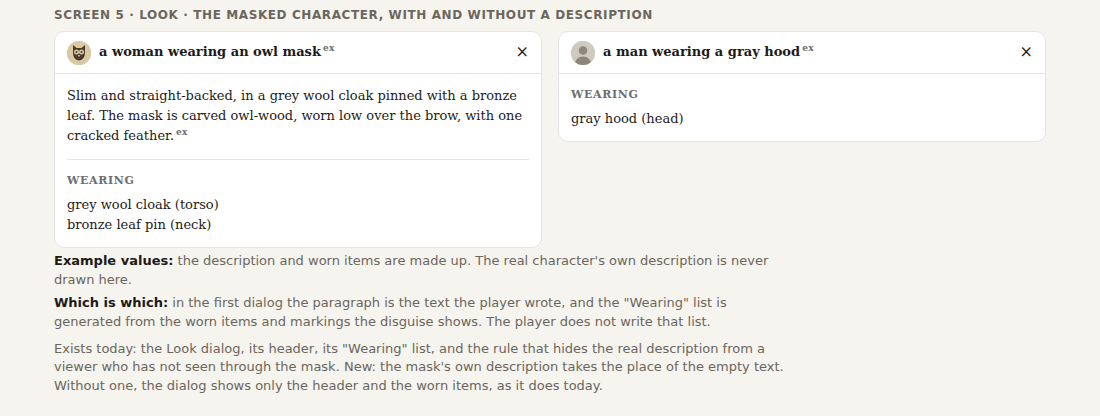 SCREEN 5 · LOOK · THE MASKED CHARACTER, WITH AND WITHOUT A DESCRIPTION
a woman wearing an owl mask ex ×
Slim and straight-backed, in a grey wool cloak pinned with a bronze
leaf. The mask is carved owl-wood, worn low over the brow, with one
cracked feather. ex
WEARING
grey wool cloak (torso)
bronze leaf pin (neck)
a man wearing a gray hood ex ×
WEARING
gray hood (head)
Example values: the description and worn items are made up. The real character's own description is never
drawn here.
Which is which: in the first dialog the paragraph is the text the player wrote, and the "Wearing" list is
generated from the worn items and markings the disguise shows. The player does not write that list.
Exists today: the Look dialog, its header, its "Wearing" list, and the rule that hides the real description from a
viewer who has not seen through the mask. New: the mask's own description takes the place of the empty text.
Without one, the dialog shows only the header and the worn items, as it does today.